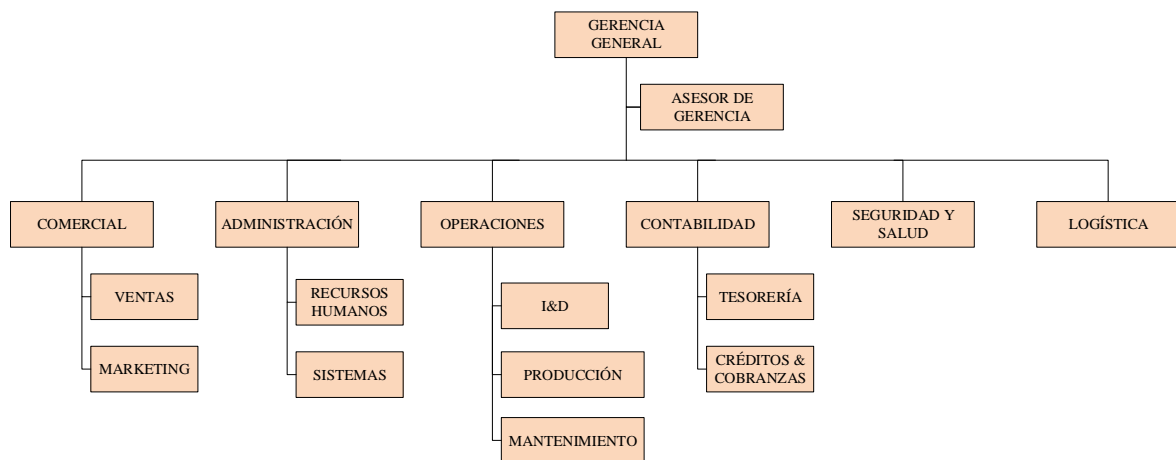 GERENCIA
GENERAL
ASESOR DE
GERENCIA
COMERCIAL
ADMINISTRACIÓN
OPERACIONES
CONTABILIDAD
SEGURIDAD Y
SALUD
LOGÍSTICA
VENTAS
MARKETING
RECURSOS
HUMANOS
SISTEMAS
I&D
PRODUCCIÓN
MANTENIMIENTO
TESORERÍA
CRÉDITOS &
COBRANZAS